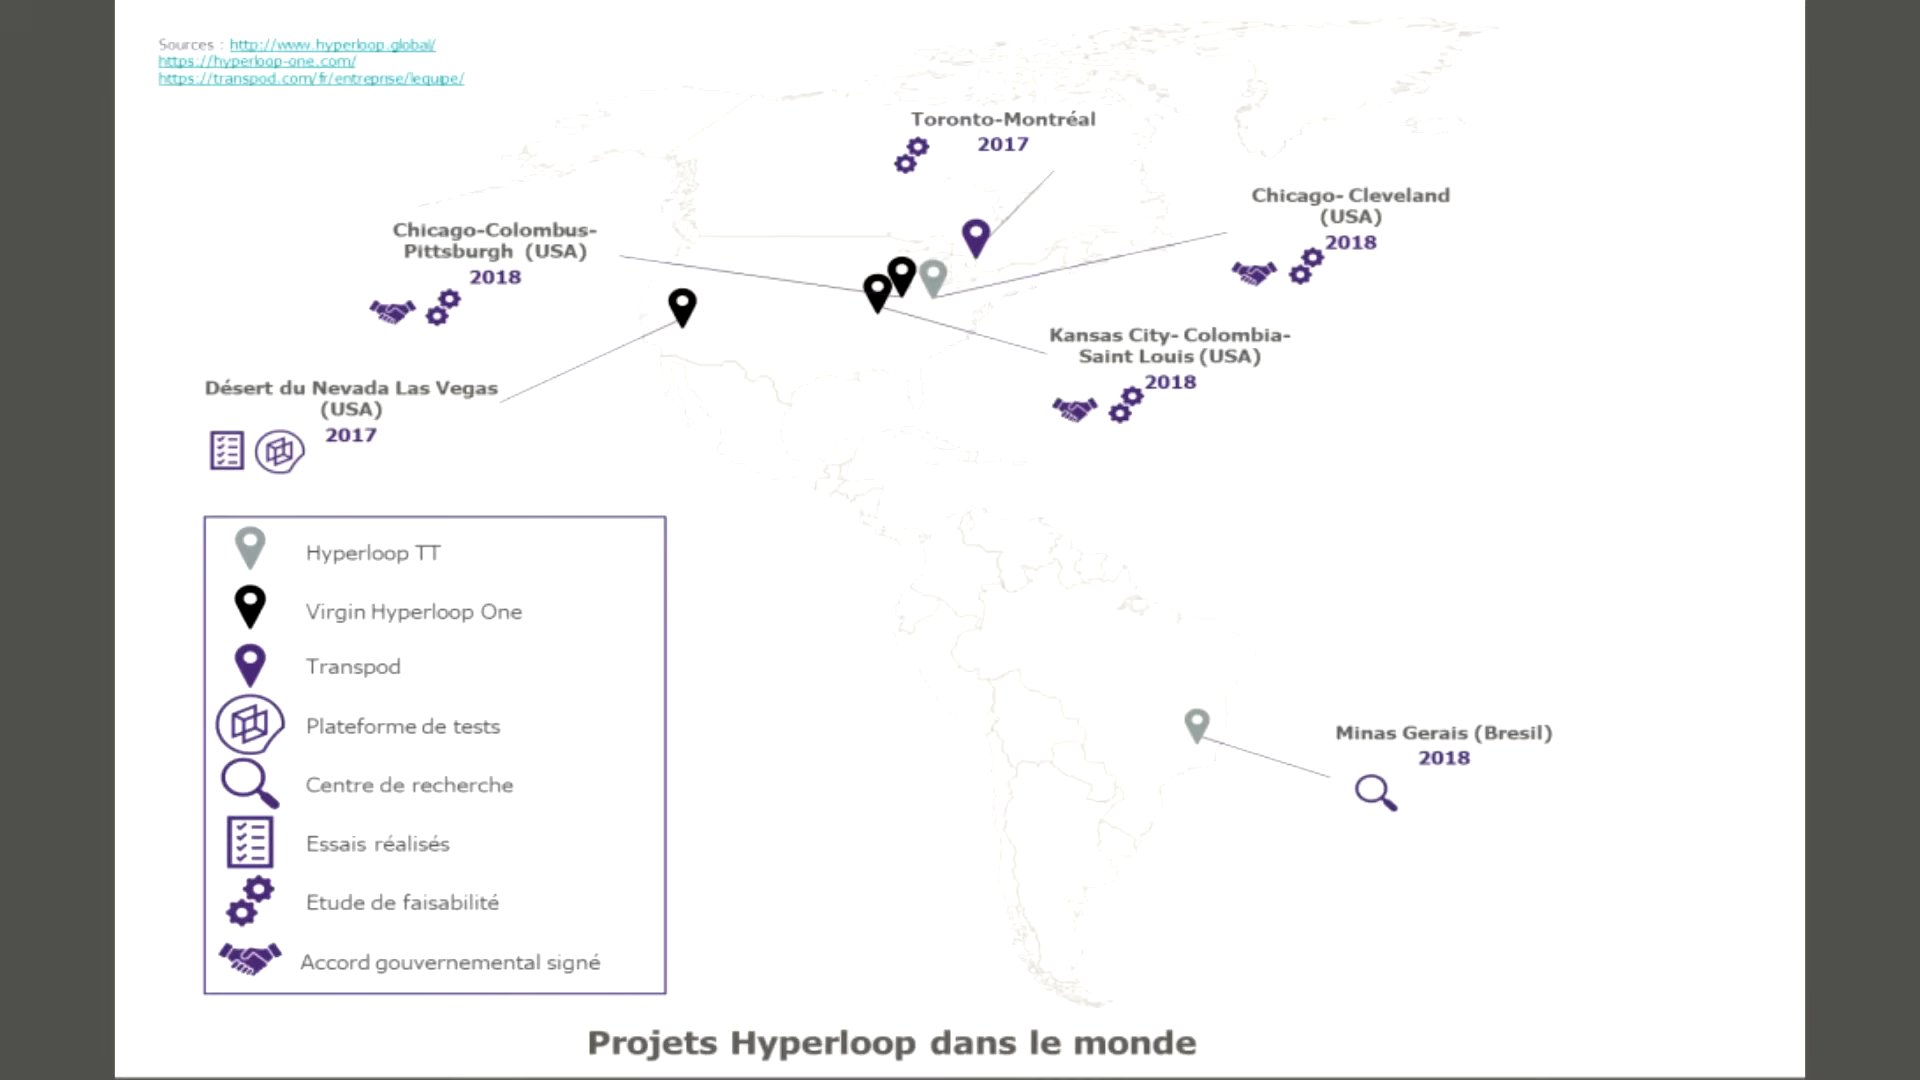 Sources : http://www.hyperloop.global/
https://hyperloop-one.com/
https://transpod.com/fr/entreprise/lequipe/
Toronto-Montréal
2017
Chicago- Cleveland
(USA)
2018
Chicago-Colombus-
Pittsburgh (USA)
2018
Kansas City- Colombia-
Saint Louis (USA)
2018
Désert du Nevada Las Vegas
(USA)
2017
Hyperloop TT
Virgin Hyperloop One
Transpod
Plateforme de tests
Centre de recherche
Essais réalisés
Etude de faisabilité
Accord gouvernemental signé
Minas Gerais (Bresil)
2018
Projets Hyperloop dans le monde